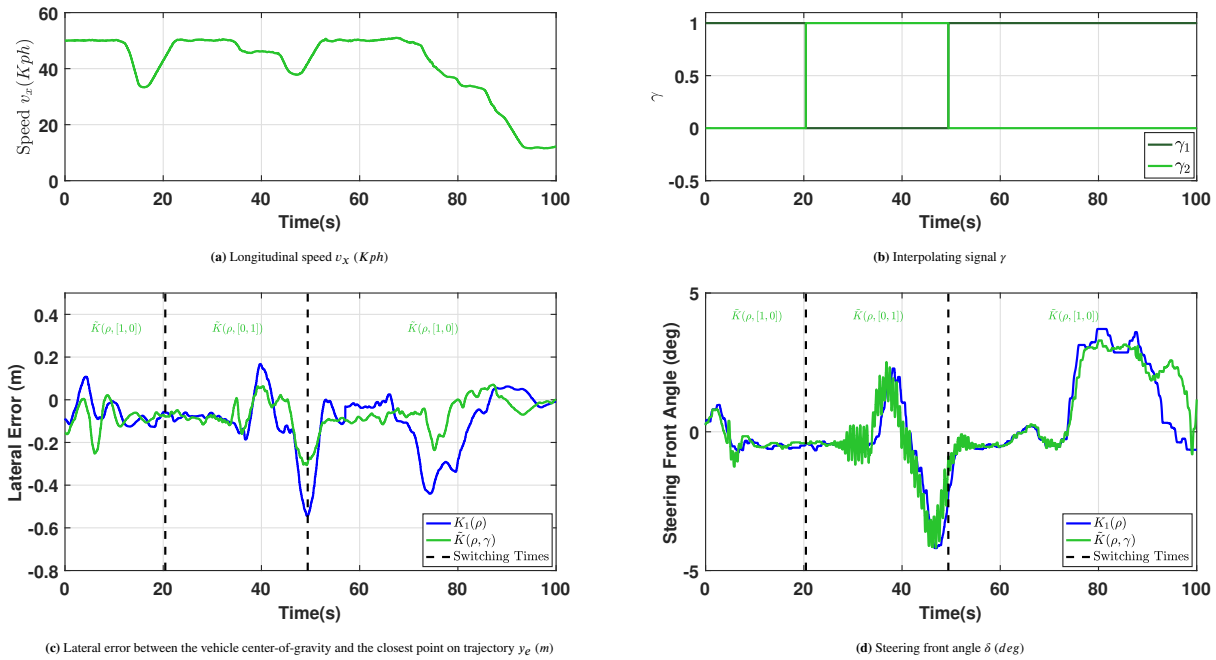 60
40
20
0
Speed v_x(Kph)
0 20 40 60 80 100
Time(s)
(a) Longitudinal speed v_x (Kph)
1
0.5
0
-0.5
γ
γ_1
γ_2
0 20 40 60 80 100
Time(s)
(b) Interpolating signal γ
0.4
0.2
0
-0.2
-0.4
-0.6
-0.8
Lateral Error (m)
K̃(ρ, [1, 0])
K̃(ρ, [0, 1])
K̃(ρ, [1, 0])
K_1(ρ)
K̃(ρ, γ)
Switching Times
0 20 40 60 80 100
Time(s)
(c) Lateral error between the vehicle center-of-gravity and the closest point on trajectory y_e (m)
5
0
-5
Steering Front Angle (deg)
K̃(ρ, [1, 0])
K̃(ρ, [0, 1])
K̃(ρ, [1, 0])
K_1(ρ)
K̃(ρ, γ)
Switching Times
0 20 40 60 80 100
Time(s)
(d) Steering front angle δ (deg)